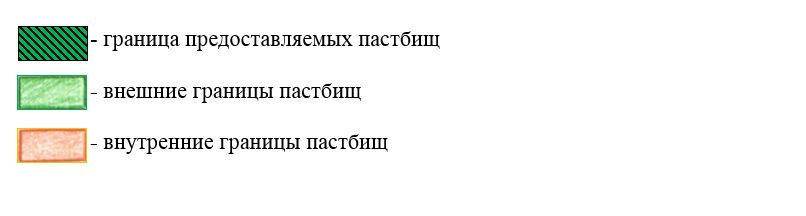 - граница предоставляемых пастбищ
- внешние границы пастбищ
- внутренние границы пастбищ